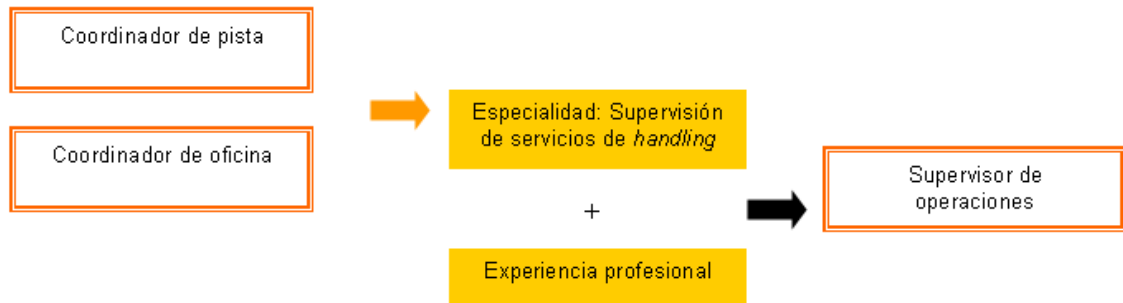 Coordinador de pista
Coordinador de oficina
Especialidad: Supervisión
de servicios de handling
+
Experiencia profesional
Supervisor de
operaciones